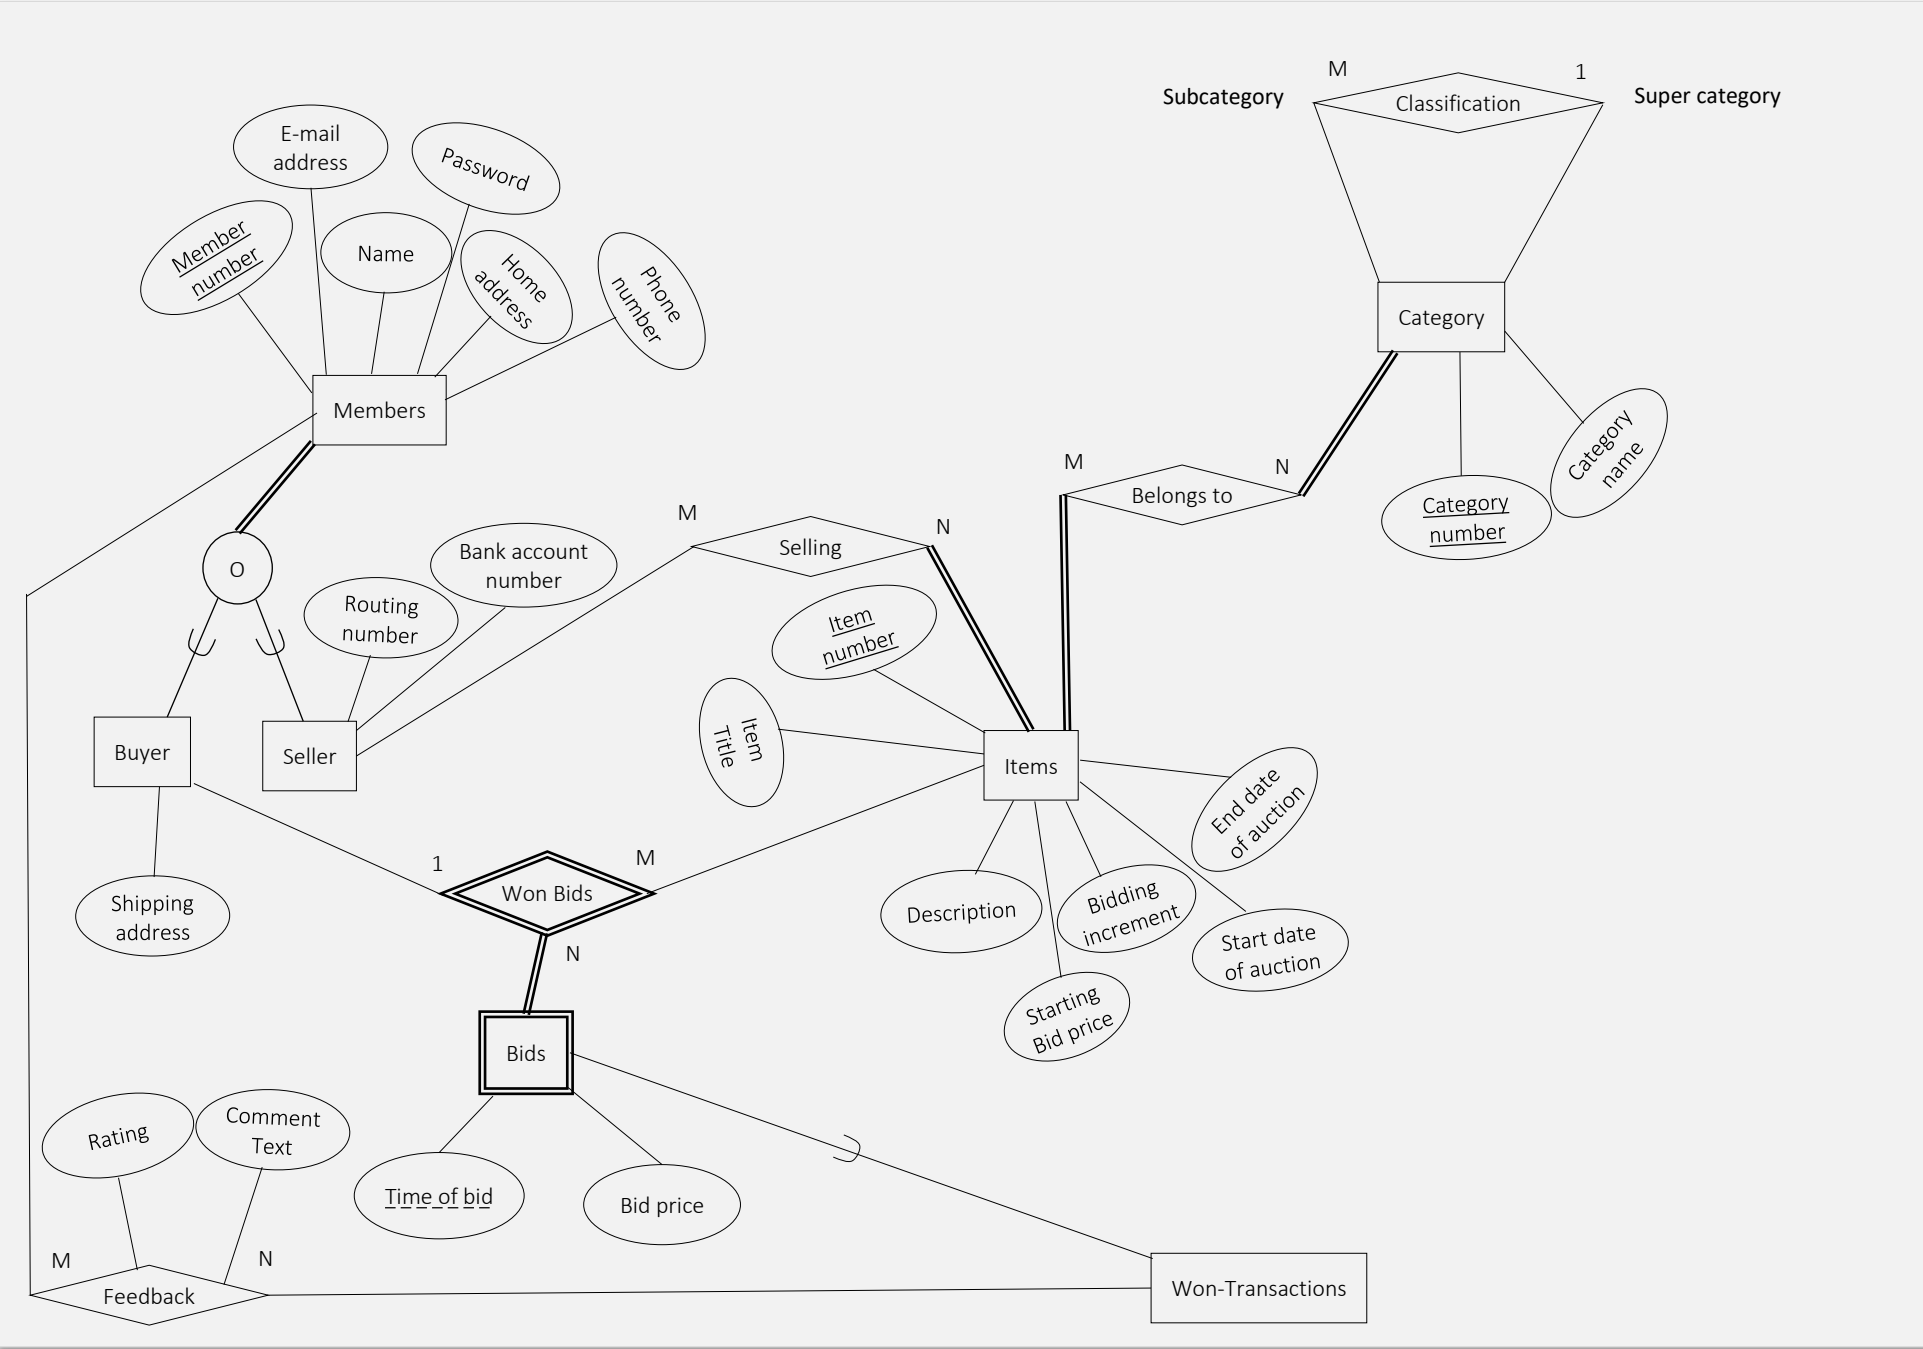 M
1
Subcategory
Classification
Super category
E-mail
address
Password
Member
number
Name
Home
address
Phone
number
Category
Members
Category
name
Category
number
M
Belongs to
N
M
Selling
N
O
Bank account
number
Routing
number
Item
number
Item
Title
Buyer
Seller
Items
End date
of auction
1
M
Won Bids
N
Shipping
address
Description
Bidding
increment
Start date
of auction
Starting
Bid price
Bids
Rating
Comment
Text
Time of bid
Bid price
M
N
Feedback
Won-Transactions